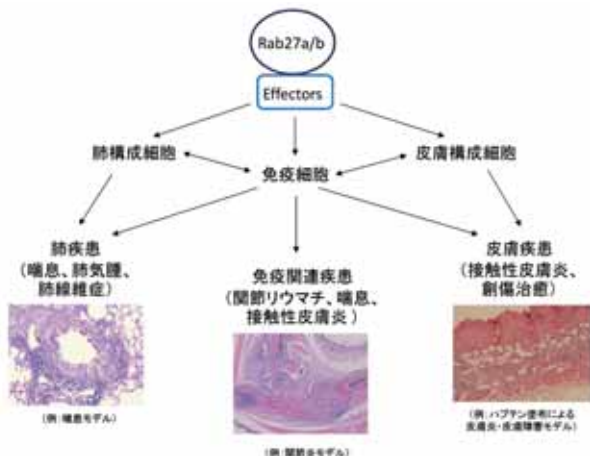 Rab27a/b
Effectors
肺構成細胞
免疫細胞
皮膚構成細胞
肺疾患
（喘息、肺気腫、
肺線維症）
免疫関連疾患
（関節リウマチ、喘息、
接触性皮膚炎）
皮膚疾患
（接触性皮膚炎、
創傷治癒）
（例：喘息モデル）
（例：関節炎モデル）
（例：ハプテン塗布による
皮膚炎・皮膚障害モデル）